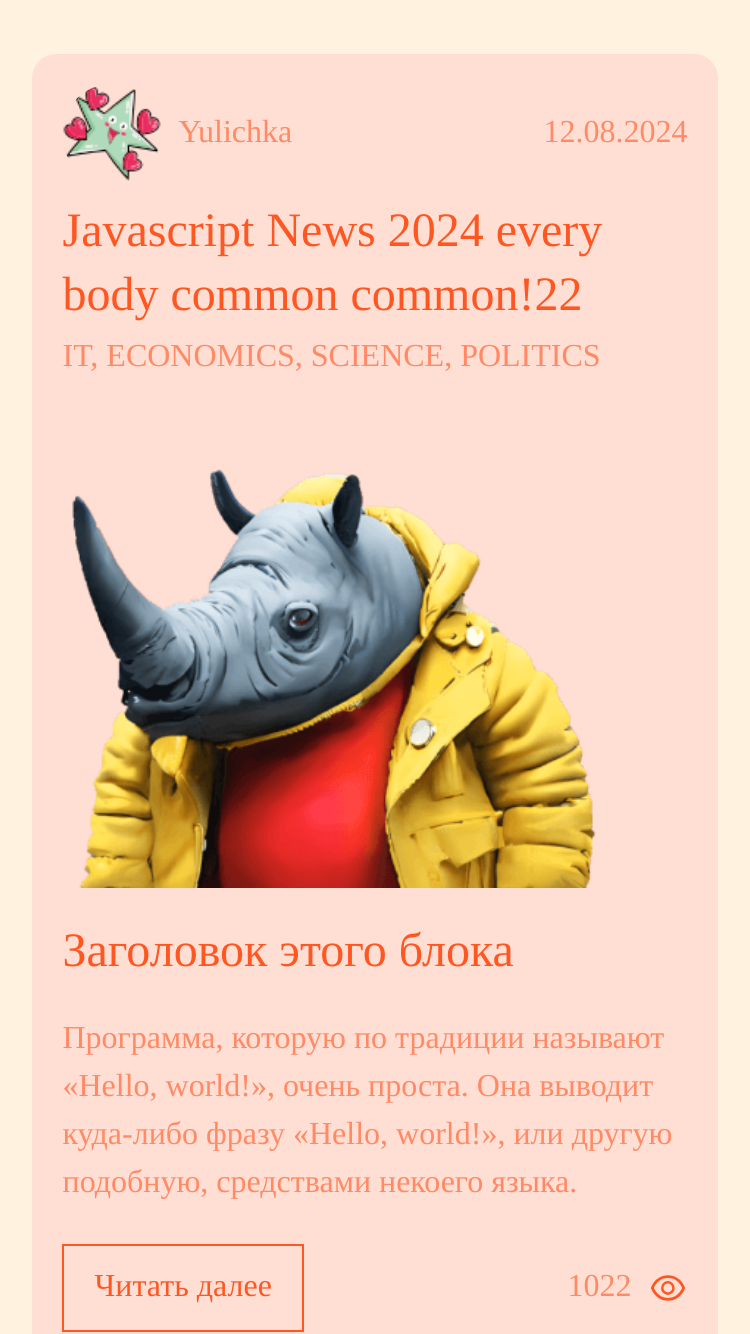 Yulichka 12.08.2024
Javascript News 2024 every
body common common!22
IT, ECONOMICS, SCIENCE, POLITICS
Заголовок этого блока
Программа, которую по традиции называют
«Hello, world!», очень проста. Она выводит
куда-либо фразу «Hello, world!», или другую
подобную, средствами некоего языка.
Читать далее 1022